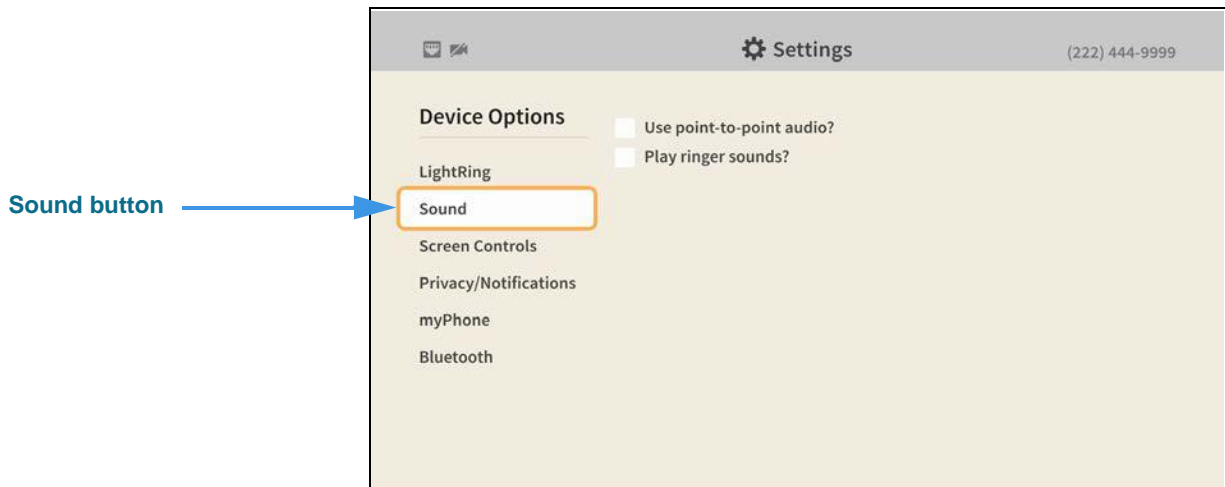 Settings
(222) 444-9999
Device Options
Use point-to-point audio?
Play ringer sounds?
LightRing
Sound button
Sound
Screen Controls
Privacy/Notifications
myPhone
Bluetooth